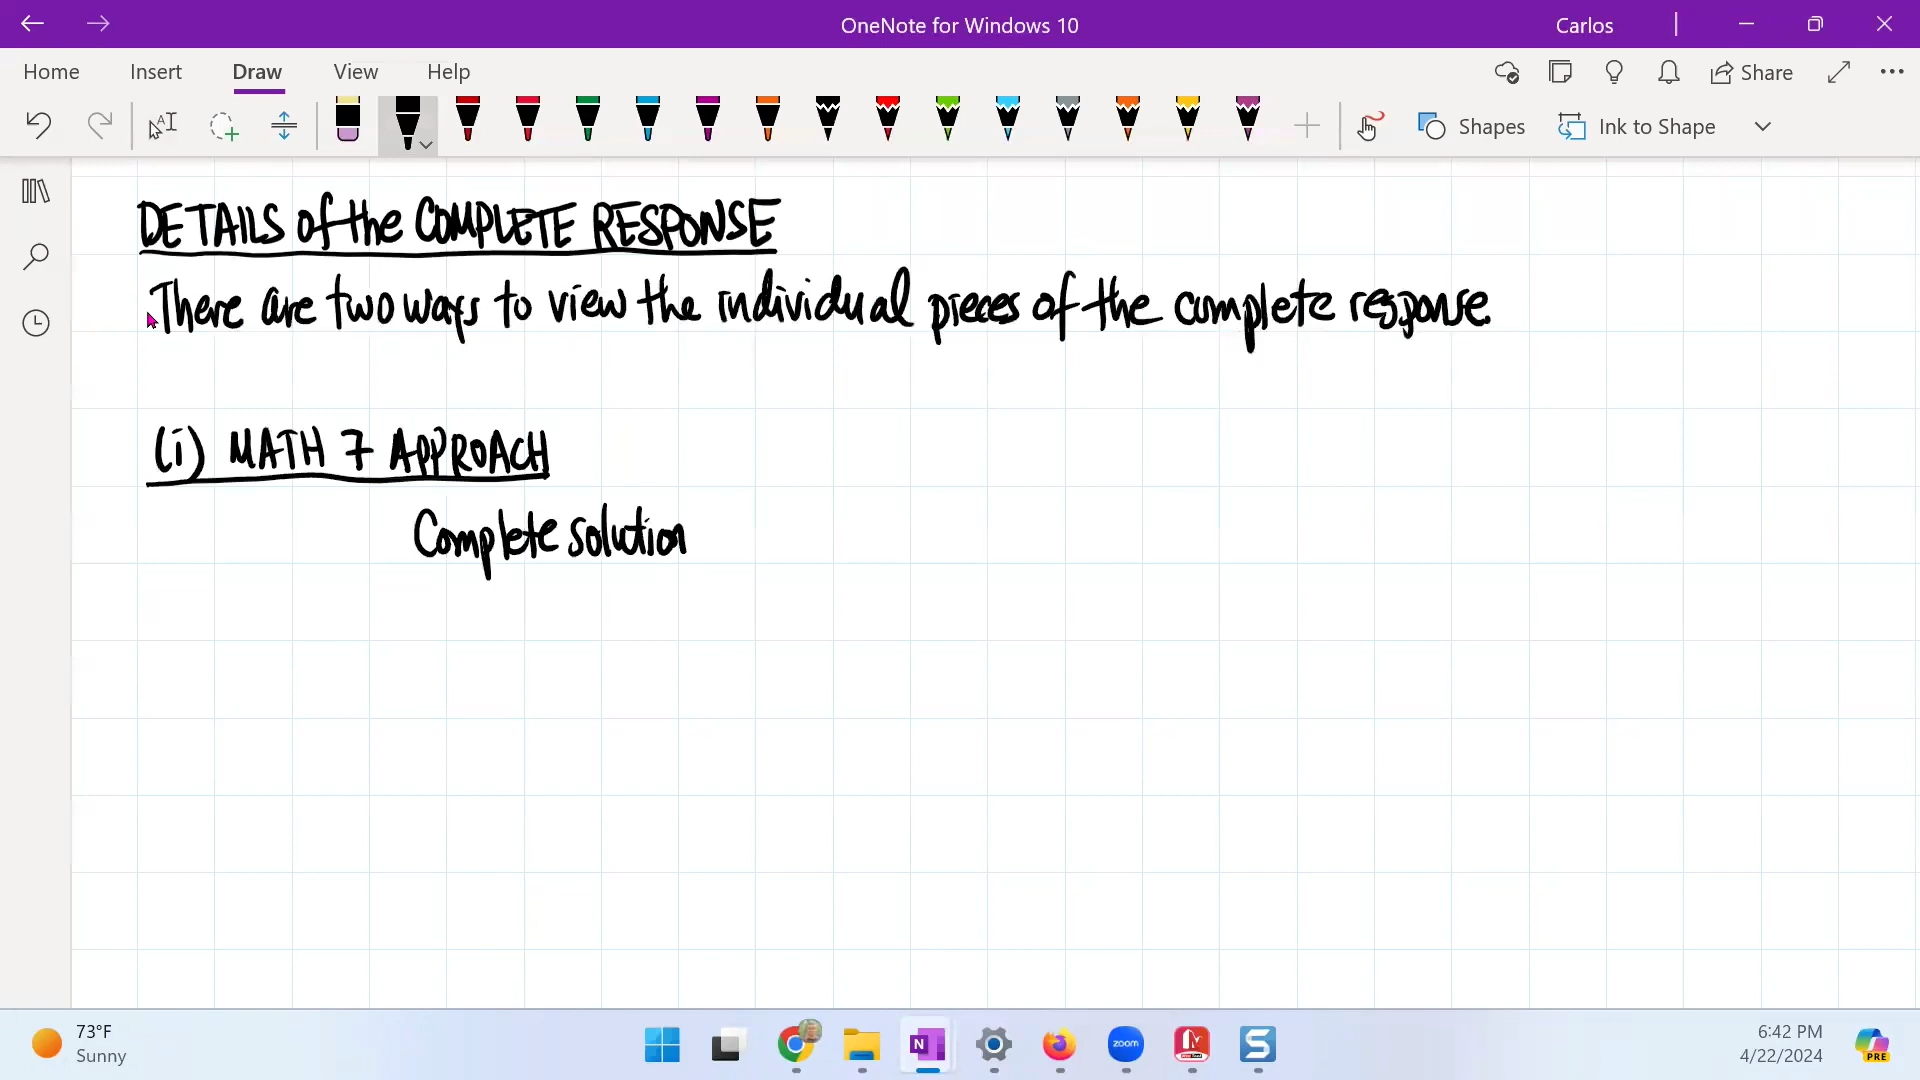 OneNote for Windows 10
Carlos
Home Insert Draw View Help
Share
Shapes Ink to Shape
DETAILS of the COMPLETE RESPONSE
There are two ways to view the individual pieces of the complete response.
(i) MATH 7 APPROACH
Complete solution
73°F
Sunny
zoom
6:42 PM
4/22/2024
PRE